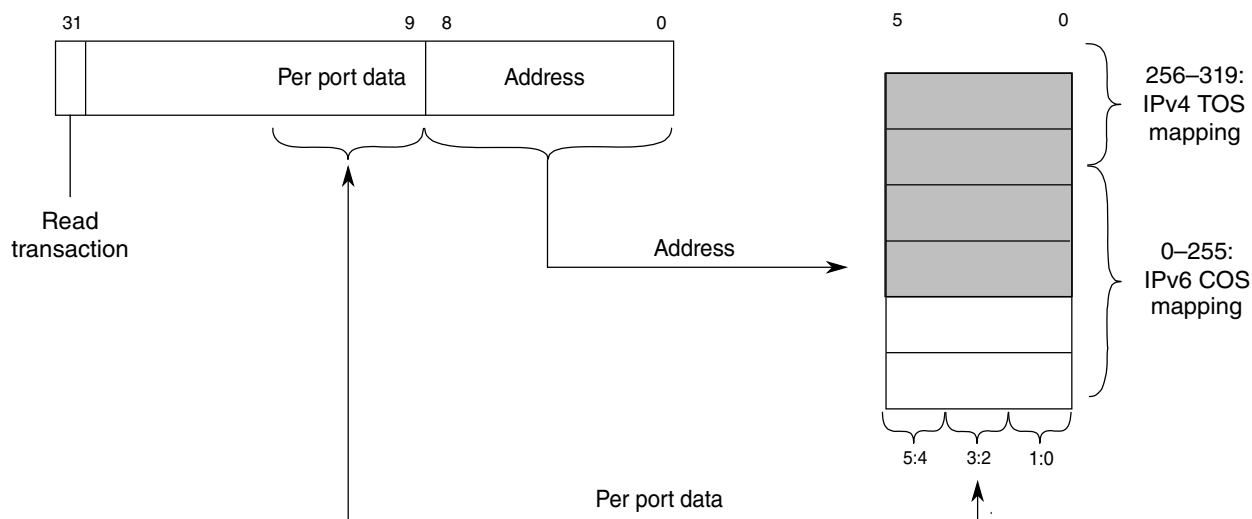 31
9 8
0
Per port data
Address
Read
transaction
Address
5
0
256–319:
IPv4 TOS
mapping
0–255:
IPv6 COS
mapping
5:4
3:2
1:0
Per port data